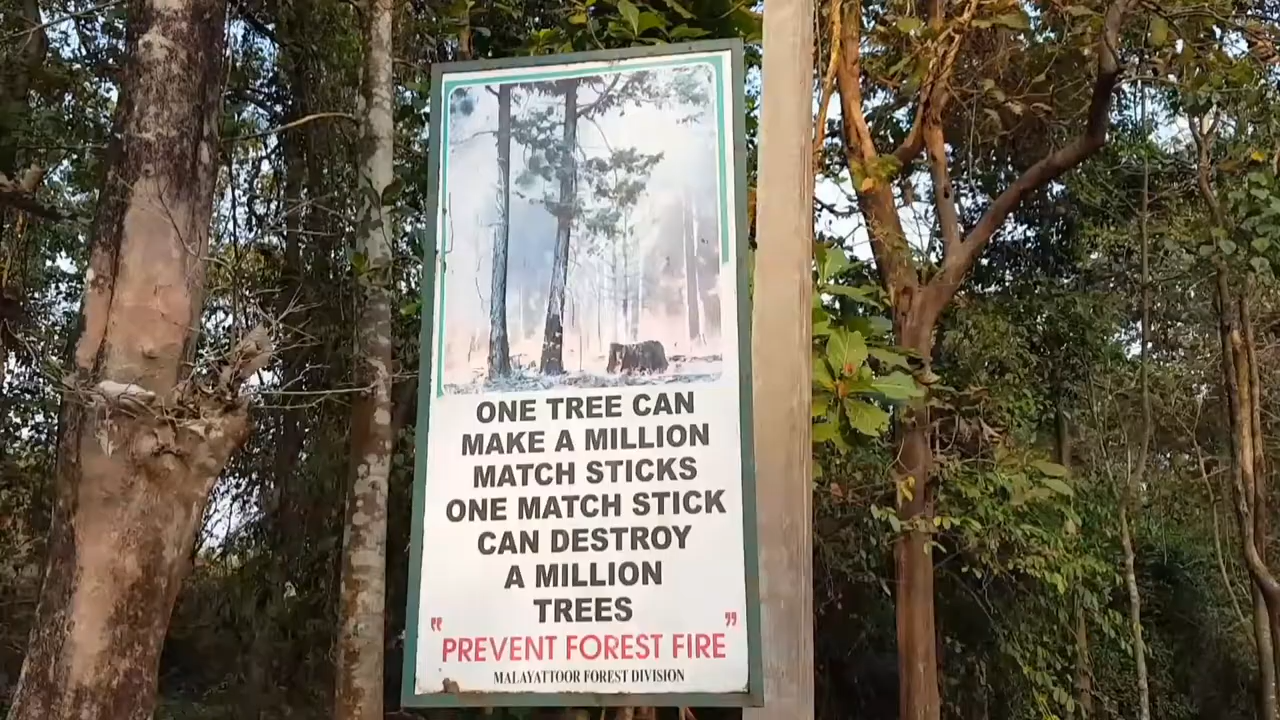 ONE TREE CAN
MAKE A MILLION
MATCH STICKS
ONE MATCH STICK
CAN DESTROY
A MILLION
TREES
"PREVENT FOREST FIRE"
MALAYATTOOR FOREST DIVISION